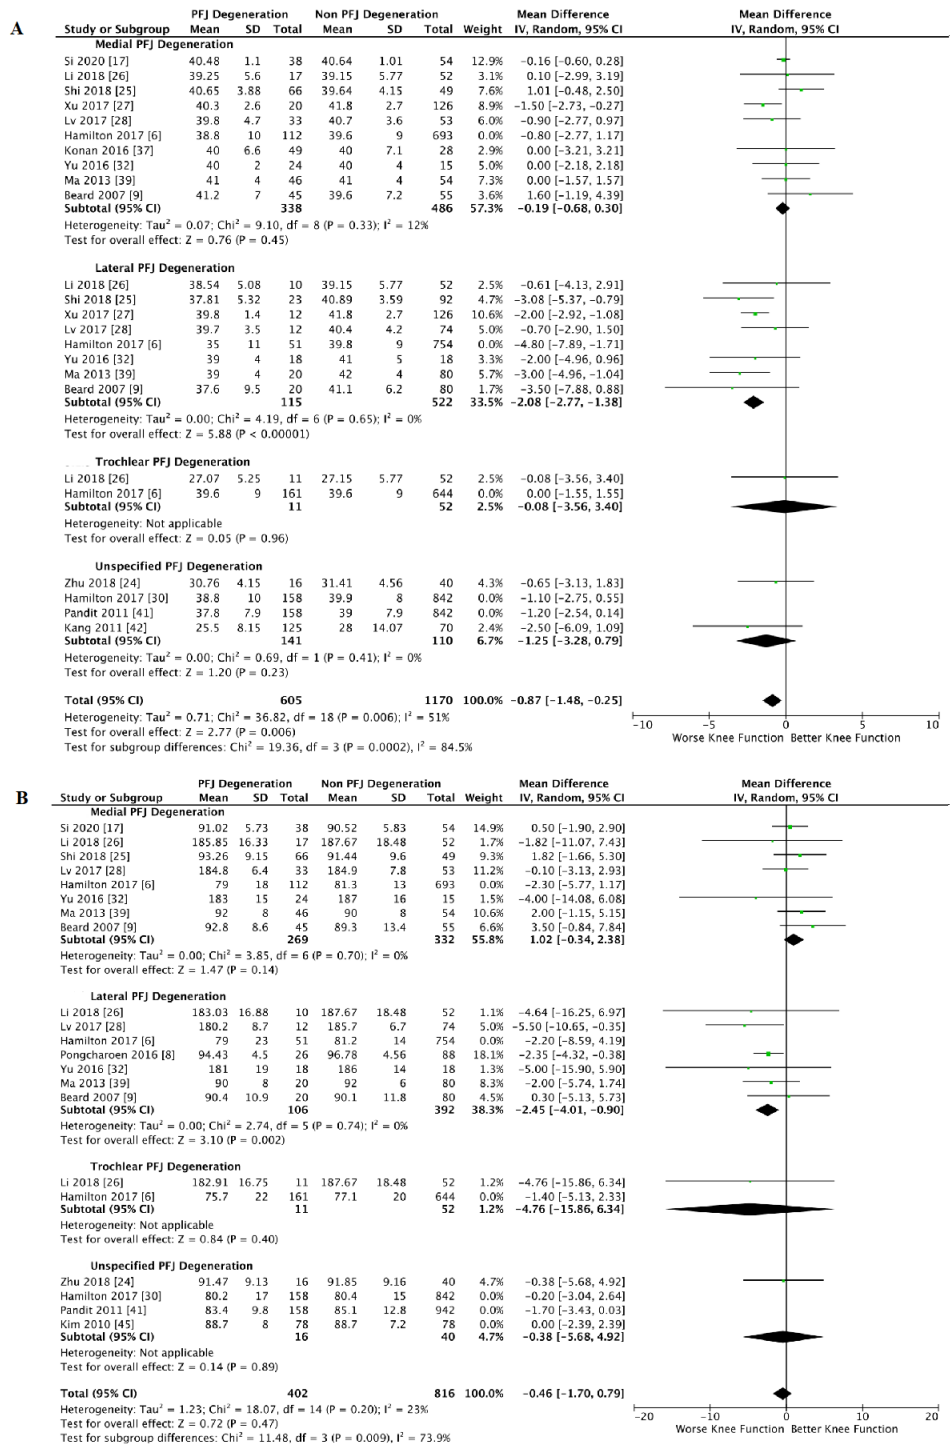 A
PFJ Degeneration Non PFJ Degeneration Mean Difference Mean Difference
Study or Subgroup Mean SD Total Mean SD Total Weight IV, Random, 95% CI IV, Random, 95% CI
Medial PFJ Degeneration
Si 2020 [17] 40.48 1.1 38 40.64 1.01 54 12.9% -0.16 [-0.60, 0.28]
Li 2018 [26] 39.25 5.6 17 39.15 5.77 52 3.1% 0.10 [-2.99, 3.19]
Shi 2018 [25] 40.65 3.88 66 39.64 4.15 49 7.6% 1.01 [-0.48, 2.50]
Xu 2017 [27] 40.3 2.6 20 41.8 2.7 126 8.9% -1.50 [-2.73, -0.27]
Lv 2017 [28] 39.8 4.7 33 40.7 3.6 53 6.1% -0.90 [-2.77, 0.97]
Hamilton 2017 [6] 38.8 10 112 39.6 9 693 0.0% -0.80 [-2.77, 1.17]
Konan 2016 [37] 40 6.6 49 40 7.1 28 2.9% 0.00 [-3.21, 3.21]
Yu 2016 [32] 40 2 24 40 4 15 5.0% 0.00 [-2.18, 2.18]
Ma 2013 [39] 41 4 46 41 4 54 7.3% 0.00 [-1.57, 1.57]
Beard 2007 [9] 41.2 7 45 39.6 7.2 55 3.6% 1.60 [-1.19, 4.39]
Subtotal (95% CI) 338 486 57.3% -0.19 [-0.68, 0.30]
Heterogeneity: Tau² = 0.07; Chi² = 9.10, df = 8 (P = 0.33); I² = 12%
Test for overall effect: Z = 0.76 (P = 0.45)
Lateral PFJ Degeneration
Li 2018 [26] 38.54 5.08 10 39.15 5.77 52 2.5% -0.61 [-4.13, 2.91]
Shi 2018 [25] 37.81 5.32 23 40.89 3.59 92 4.7% -3.08 [-5.37, -0.79]
Xu 2017 [27] 39.8 1.4 12 41.8 2.7 126 10.6% -2.00 [-2.92, -1.08]
Lv 2017 [28] 39.7 3.5 12 40.4 4.2 74 5.0% -0.70 [-2.90, 1.50]
Hamilton 2017 [6] 35 11 51 39.8 9 754 0.0% -4.80 [-7.89, -1.71]
Yu 2016 [32] 39 4 18 41 5 18 3.3% -2.00 [-4.96, 0.96]
Ma 2013 [39] 39 4 20 42 4 80 5.7% -3.00 [-4.96, -1.04]
Beard 2007 [9] 37.6 9.5 20 41.1 6.2 80 1.7% -3.50 [-7.88, 0.88]
Subtotal (95% CI) 115 522 33.5% -2.08 [-2.77, -1.38]
Heterogeneity: Tau² = 0.00; Chi² = 4.19, df = 6 (P = 0.65); I² = 0%
Test for overall effect: Z = 5.88 (P < 0.00001)
Trochlear PFJ Degeneration
Li 2018 [26] 27.07 5.25 11 27.15 5.77 52 2.5% -0.08 [-3.56, 3.40]
Hamilton 2017 [6] 39.6 9 161 39.6 9 644 0.0% 0.00 [-1.55, 1.55]
Subtotal (95% CI) 11 52 2.5% -0.08 [-3.56, 3.40]
Heterogeneity: Not applicable
Test for overall effect: Z = 0.05 (P = 0.96)
Unspecified PFJ Degeneration
Zhu 2018 [24] 30.76 4.15 16 31.41 4.56 40 4.3% -0.65 [-3.13, 1.83]
Hamilton 2017 [30] 38.8 10 158 39.9 8 842 0.0% -1.10 [-2.75, 0.55]
Pandit 2011 [41] 37.8 7.9 158 39 7.9 842 0.0% -1.20 [-2.54, 0.14]
Kang 2011 [42] 25.5 8.15 125 28 14.07 70 2.4% -2.50 [-6.09, 1.09]
Subtotal (95% CI) 141 110 6.7% -1.25 [-3.28, 0.79]
Heterogeneity: Tau² = 0.00; Chi² = 0.69, df = 1 (P = 0.41); I² = 0%
Test for overall effect: Z = 1.20 (P = 0.23)
Total (95% CI) 605 1170 100.0% -0.87 [-1.48, -0.25]
Heterogeneity: Tau² = 0.71; Chi² = 36.82, df = 18 (P = 0.006); I² = 51%
Test for overall effect: Z = 2.77 (P = 0.006)
Test for subgroup differences: Chi² = 19.36, df = 3 (P = 0.0002), I² = 84.5%
-10 -5 0 5 10
Worse Knee Function Better Knee Function
B
PFJ Degeneration Non PFJ Degeneration Mean Difference Mean Difference
Study or Subgroup Mean SD Total Mean SD Total Weight IV, Random, 95% CI IV, Random, 95% CI
Medial PFJ Degeneration
Si 2020 [17] 91.02 5.73 38 90.52 5.83 54 14.9% 0.50 [-1.90, 2.90]
Li 2018 [26] 185.85 16.33 17 187.67 18.48 52 1.7% -1.82 [-11.07, 7.43]
Shi 2018 [25] 93.26 9.15 66 91.44 9.6 49 9.3% 1.82 [-1.66, 5.30]
Lv 2017 [28] 184.8 6.4 33 184.9 7.8 53 11.2% -0.10 [-3.13, 2.93]
Hamilton 2017 [6] 79 18 112 81.3 13 693 0.0% -2.30 [-5.77, 1.17]
Yu 2016 [32] 183 15 24 187 16 15 1.5% -4.00 [-14.08, 6.08]
Ma 2013 [39] 92 8 46 90 8 54 10.6% 2.00 [-1.15, 5.15]
Beard 2007 [9] 92.8 8.6 45 89.3 13.4 55 6.6% 3.50 [-0.84, 7.84]
Subtotal (95% CI) 269 332 55.8% 1.02 [-0.34, 2.38]
Heterogeneity: Tau² = 0.00; Chi² = 3.85, df = 6 (P = 0.70); I² = 0%
Test for overall effect: Z = 1.47 (P = 0.14)
Lateral PFJ Degeneration
Li 2018 [26] 183.03 16.88 10 187.67 18.48 52 1.1% -4.64 [-16.25, 6.97]
Lv 2017 [28] 180.2 8.7 12 185.7 6.7 74 5.0% -5.50 [-10.65, -0.35]
Hamilton 2017 [6] 79 23 51 81.2 14 754 0.0% -2.20 [-8.59, 4.19]
Pongcharoen 2016 [8] 94.43 4.5 26 96.78 4.56 88 18.1% -2.35 [-4.32, -0.38]
Yu 2016 [32] 181 19 18 186 14 18 1.3% -5.00 [-15.90, 5.90]
Ma 2013 [39] 90 8 20 92 6 80 8.3% -2.00 [-5.74, 1.74]
Beard 2007 [9] 90.4 10.9 20 90.1 11.8 80 4.6% 0.30 [-5.13, 5.73]
Subtotal (95% CI) 106 392 38.3% -2.45 [-4.01, -0.90]
Heterogeneity: Tau² = 0.00; Chi² = 2.74, df = 5 (P = 0.74); I² = 0%
Test for overall effect: Z = 3.10 (P = 0.002)
Trochlear PFJ Degeneration
Li 2018 [26] 182.91 16.75 11 187.67 18.48 52 1.2% -4.76 [-15.86, 6.34]
Hamilton 2017 [6] 75.7 22 161 77.1 20 644 0.0% -1.40 [-5.13, 2.33]
Subtotal (95% CI) 11 52 1.2% -4.76 [-15.86, 6.34]
Heterogeneity: Not applicable
Test for overall effect: Z = 0.84 (P = 0.40)
Unspecified PFJ Degeneration
Zhu 2018 [24] 91.47 9.13 16 91.85 9.16 40 4.7% -0.38 [-5.68, 4.92]
Hamilton 2017 [30] 80.2 17 158 80.4 15 842 0.0% -0.20 [-3.04, 2.64]
Pandit 2011 [41] 83.4 9.8 158 85.1 12.8 942 0.0% -1.70 [-3.43, 0.03]
Kim 2010 [45] 88.7 8 78 88.7 7.2 78 0.0% 0.00 [-2.39, 2.39]
Subtotal (95% CI) 16 40 4.7% -0.38 [-5.68, 4.92]
Heterogeneity: Not applicable
Test for overall effect: Z = 0.14 (P = 0.89)
Total (95% CI) 402 816 100.0% -0.46 [-1.70, 0.79]
Heterogeneity: Tau² = 1.23; Chi² = 18.07, df = 14 (P = 0.20); I² = 23%
Test for overall effect: Z = 0.72 (P = 0.47)
Test for subgroup differences: Chi² = 11.48, df = 3 (P = 0.009), I² = 73.9%
-20 -10 0 10 20
Worse Knee Function Better Knee Function